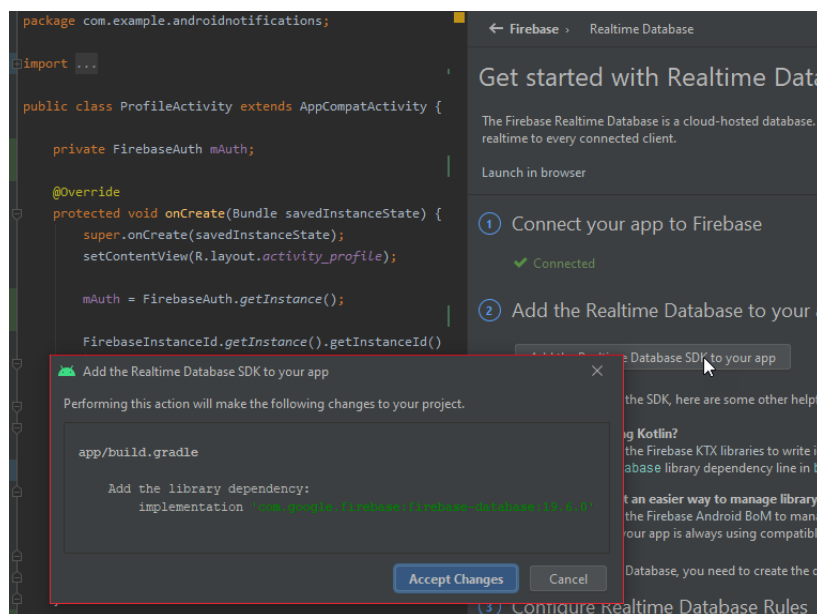 package com.example.androidnotifications;
import ...
public class ProfileActivity extends AppCompatActivity {
private FirebaseAuth mAuth;
@Override
protected void onCreate(Bundle savedInstanceState) {
super.onCreate(savedInstanceState);
setContentView(R.layout.activity_profile);
mAuth = FirebaseAuth.getInstance();
FirebaseInstanceId.getInstance().getInstanceId()
Firebase › Realtime Database
Get started with Realtime Data
The Firebase Realtime Database is a cloud-hosted database.
realtime to every connected client.
Launch in browser
1 Connect your app to Firebase
Connected
2 Add the Realtime Database to your
Database SDK to your app
the SDK, here are some other helpf
Kotlin?
the Firebase KTX libraries to write
library dependency line in
t an easier way to manage library
the Firebase Android BoM to man
your app is always using compatibl
Database, you need to create the
3 Configure Realtime Database Rules
Add the Realtime Database SDK to your app
Performing this action will make the following changes to your project.
app/build.gradle
Add the library dependency:
implementation 'com.google.firebase:firebase-database:19.6.0'
Accept Changes
Cancel